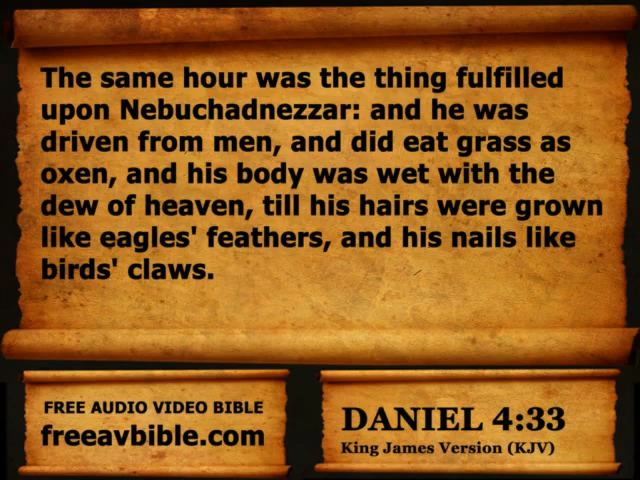 The same hour was the thing fulfilled
upon Nebuchadnezzar: and he was
driven from men, and did eat grass as
oxen, and his body was wet with the
dew of heaven, till his hairs were grown
like eagles' feathers, and his nails like
birds' claws.
FREE AUDIO VIDEO BIBLE
freeavbible.com
DANIEL 4:33
King James Version (KJV)